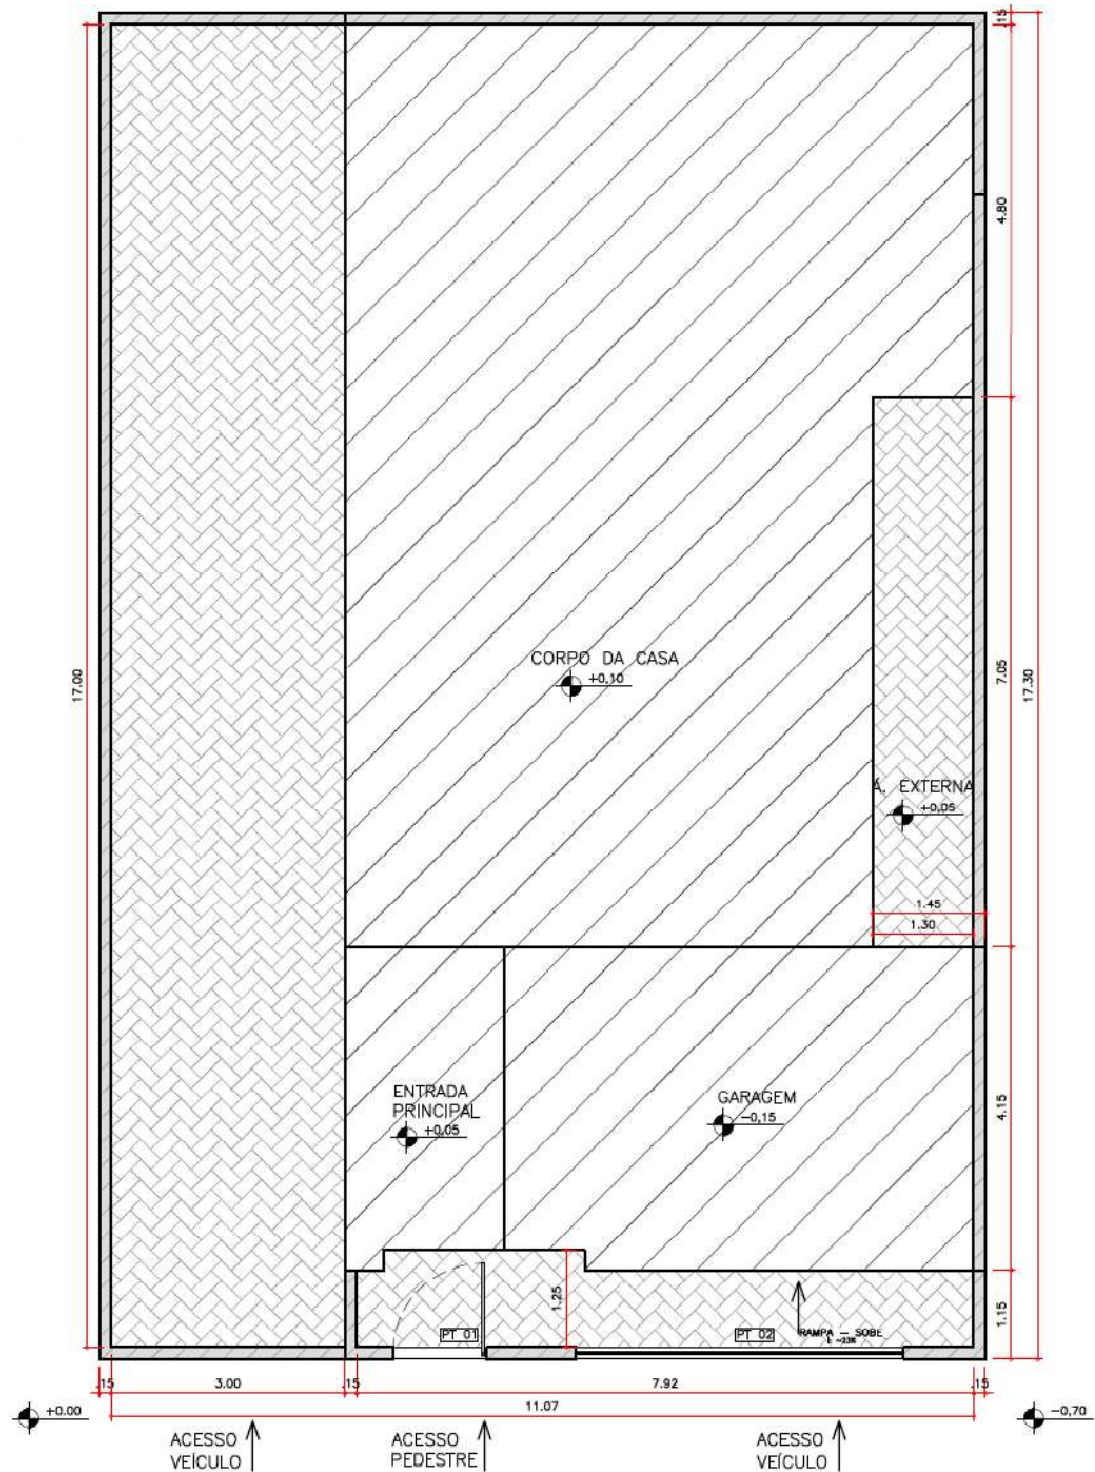 .15
4.80
17.00
CORPO DA CASA
+0,10
7.05
17.30
Á. EXTERNA
+0,05
1.45
1.30
ENTRADA
PRINCIPAL
+0,05
GARAGEM
-0,15
4.15
1.25
1.15
PT 01
PT 02
RAMPA — SOBE
.15
3.00
.15
7.92
.15
11.07
+0.00
-0,70
ACESSO
VEÍCULO
ACESSO
PEDESTRE
ACESSO
VEÍCULO